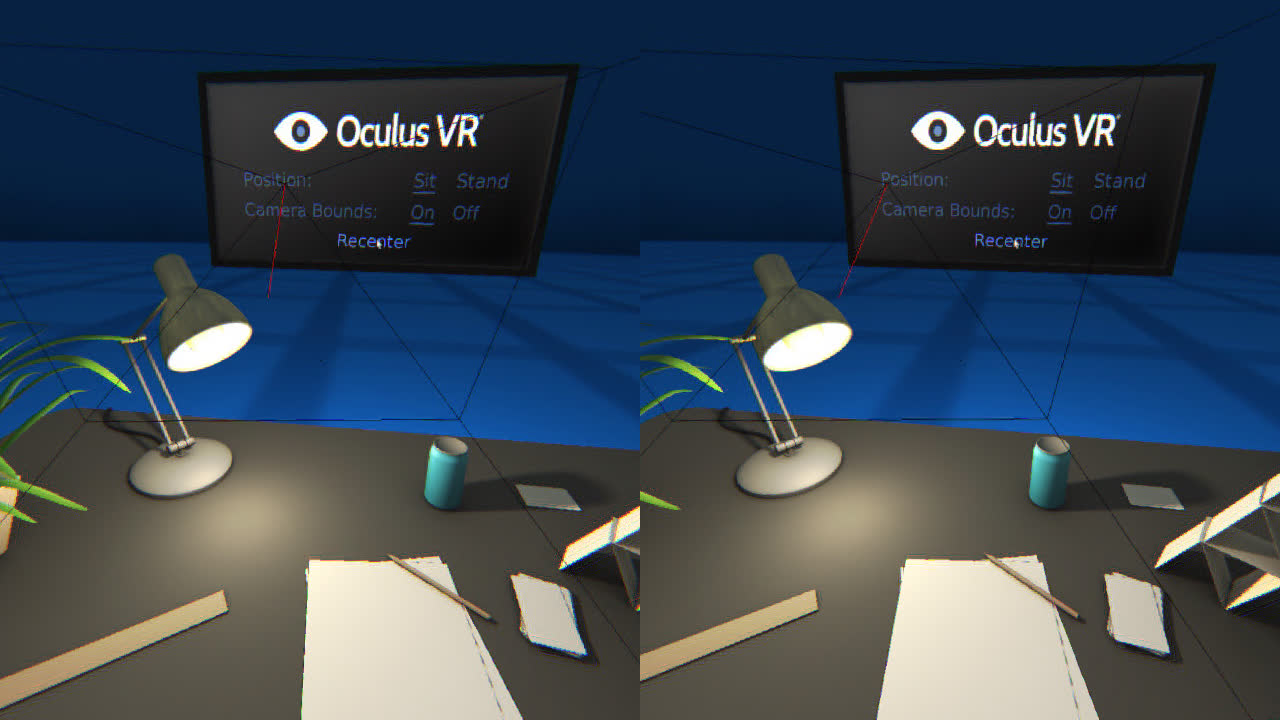 Oculus VR Oculus VR
Position: Sit Stand Position: Sit Stand
Camera Bounds: On Off Camera Bounds: On Off
Recenter Recenter